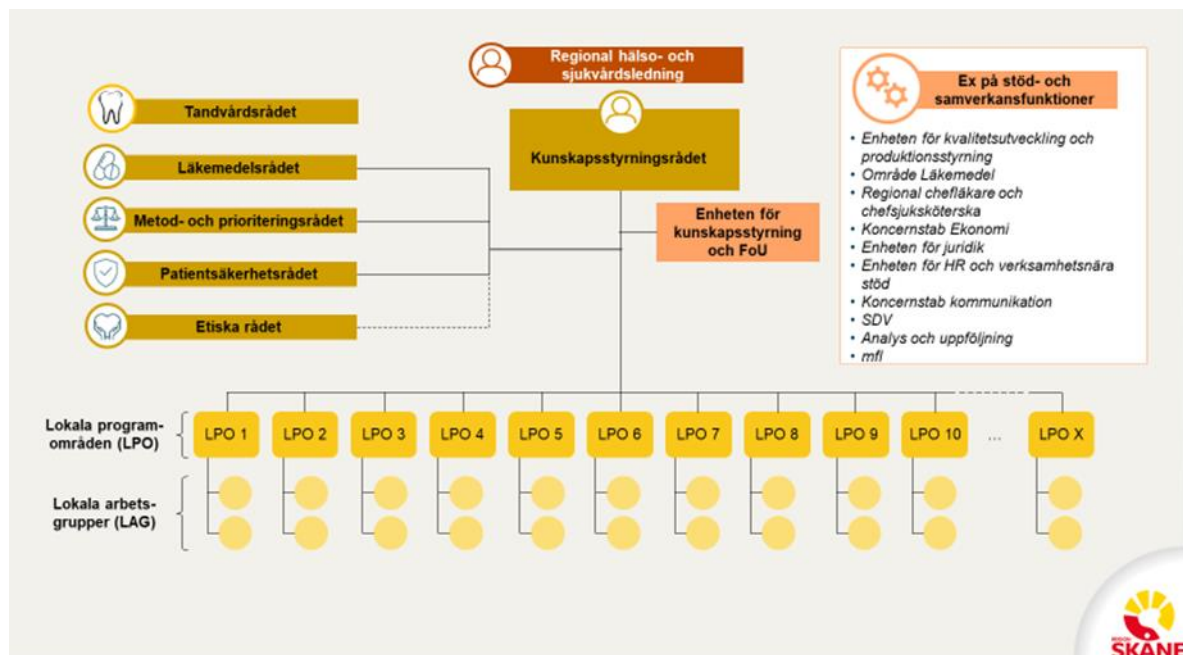 Regional hälso- och
sjukvårdsledning
Kunskapsstyrningsrådet
Enheten för
kunskapsstyrning
och FoU
Tandvårdsrådet
Läkemedelsrådet
Metod- och prioriteringsrådet
Patientsäkerhetsrådet
Etiska rådet
Ex på stöd- och
samverkansfunktioner
• Enheten för kvalitetsutveckling och
produktionsstyrning
• Område Läkemedel
• Regional chefläkare och
chefsjuksköterska
• Koncernstab Ekonomi
• Enheten för juridik
• Enheten för HR och verksamhetsnära
stöd
• Koncernstab kommunikation
• SDV
• Analys och uppföljning
• mfl
Lokala program-
områden (LPO)
LPO 1 LPO 2 LPO 3 LPO 4 LPO 5 LPO 6 LPO 7 LPO 8 LPO 9 LPO 10 ... LPO X
Lokala arbets-
grupper (LAG)
REGION
SKÅNE